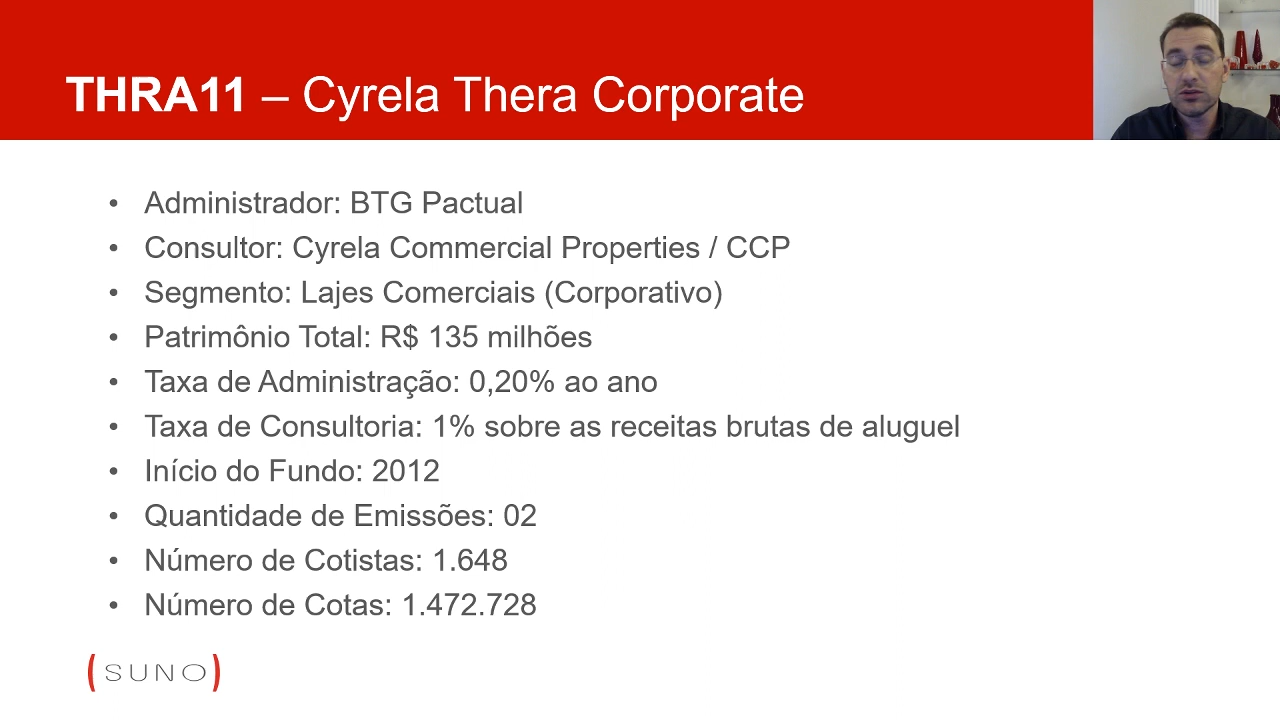 THRA11 – Cyrela Thera Corporate
• Administrador: BTG Pactual
• Consultor: Cyrela Commercial Properties / CCP
• Segmento: Lajes Comerciais (Corporativo)
• Patrimônio Total: R$ 135 milhões
• Taxa de Administração: 0,20% ao ano
• Taxa de Consultoria: 1% sobre as receitas brutas de aluguel
• Início do Fundo: 2012
• Quantidade de Emissões: 02
• Número de Cotistas: 1.648
• Número de Cotas: 1.472.728
(SUNO)